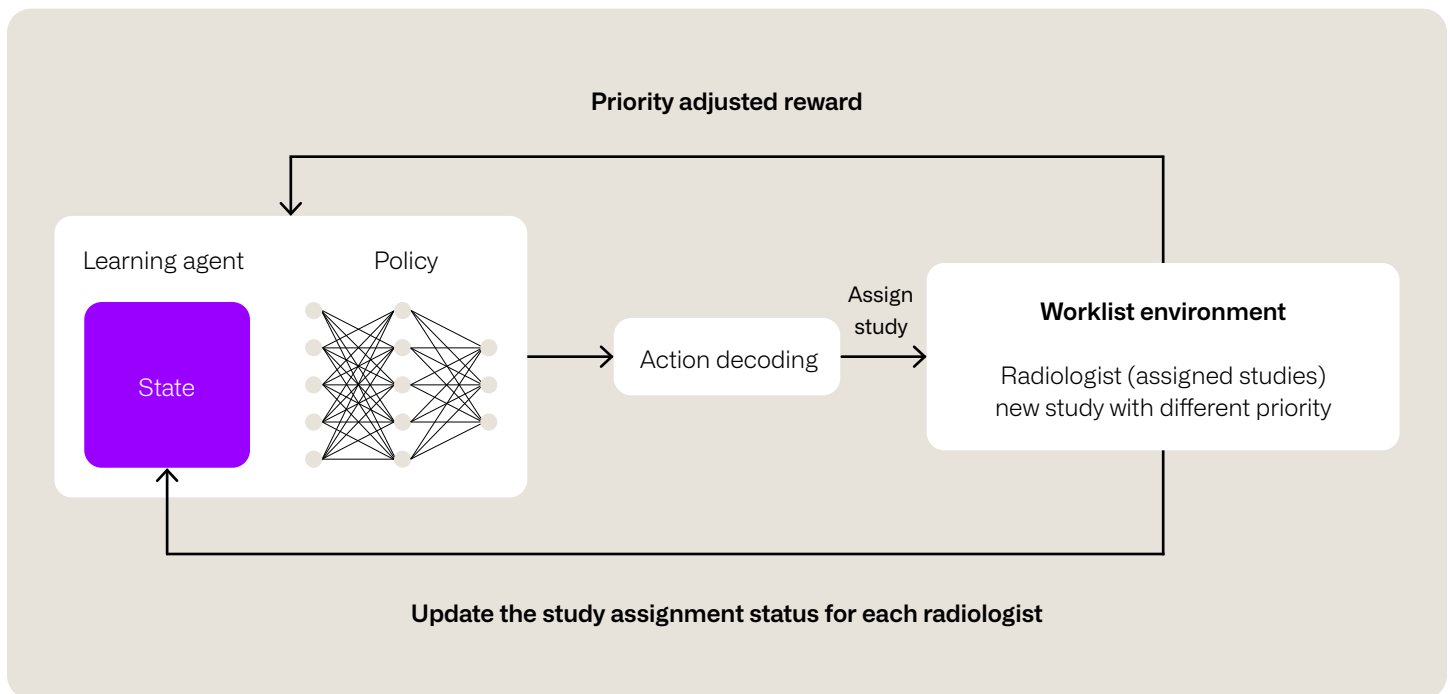 Priority adjusted reward
Learning agent
Policy
State
Action decoding
Assign
study
Worklist environment
Radiologist (assigned studies)
new study with different priority
Update the study assignment status for each radiologist